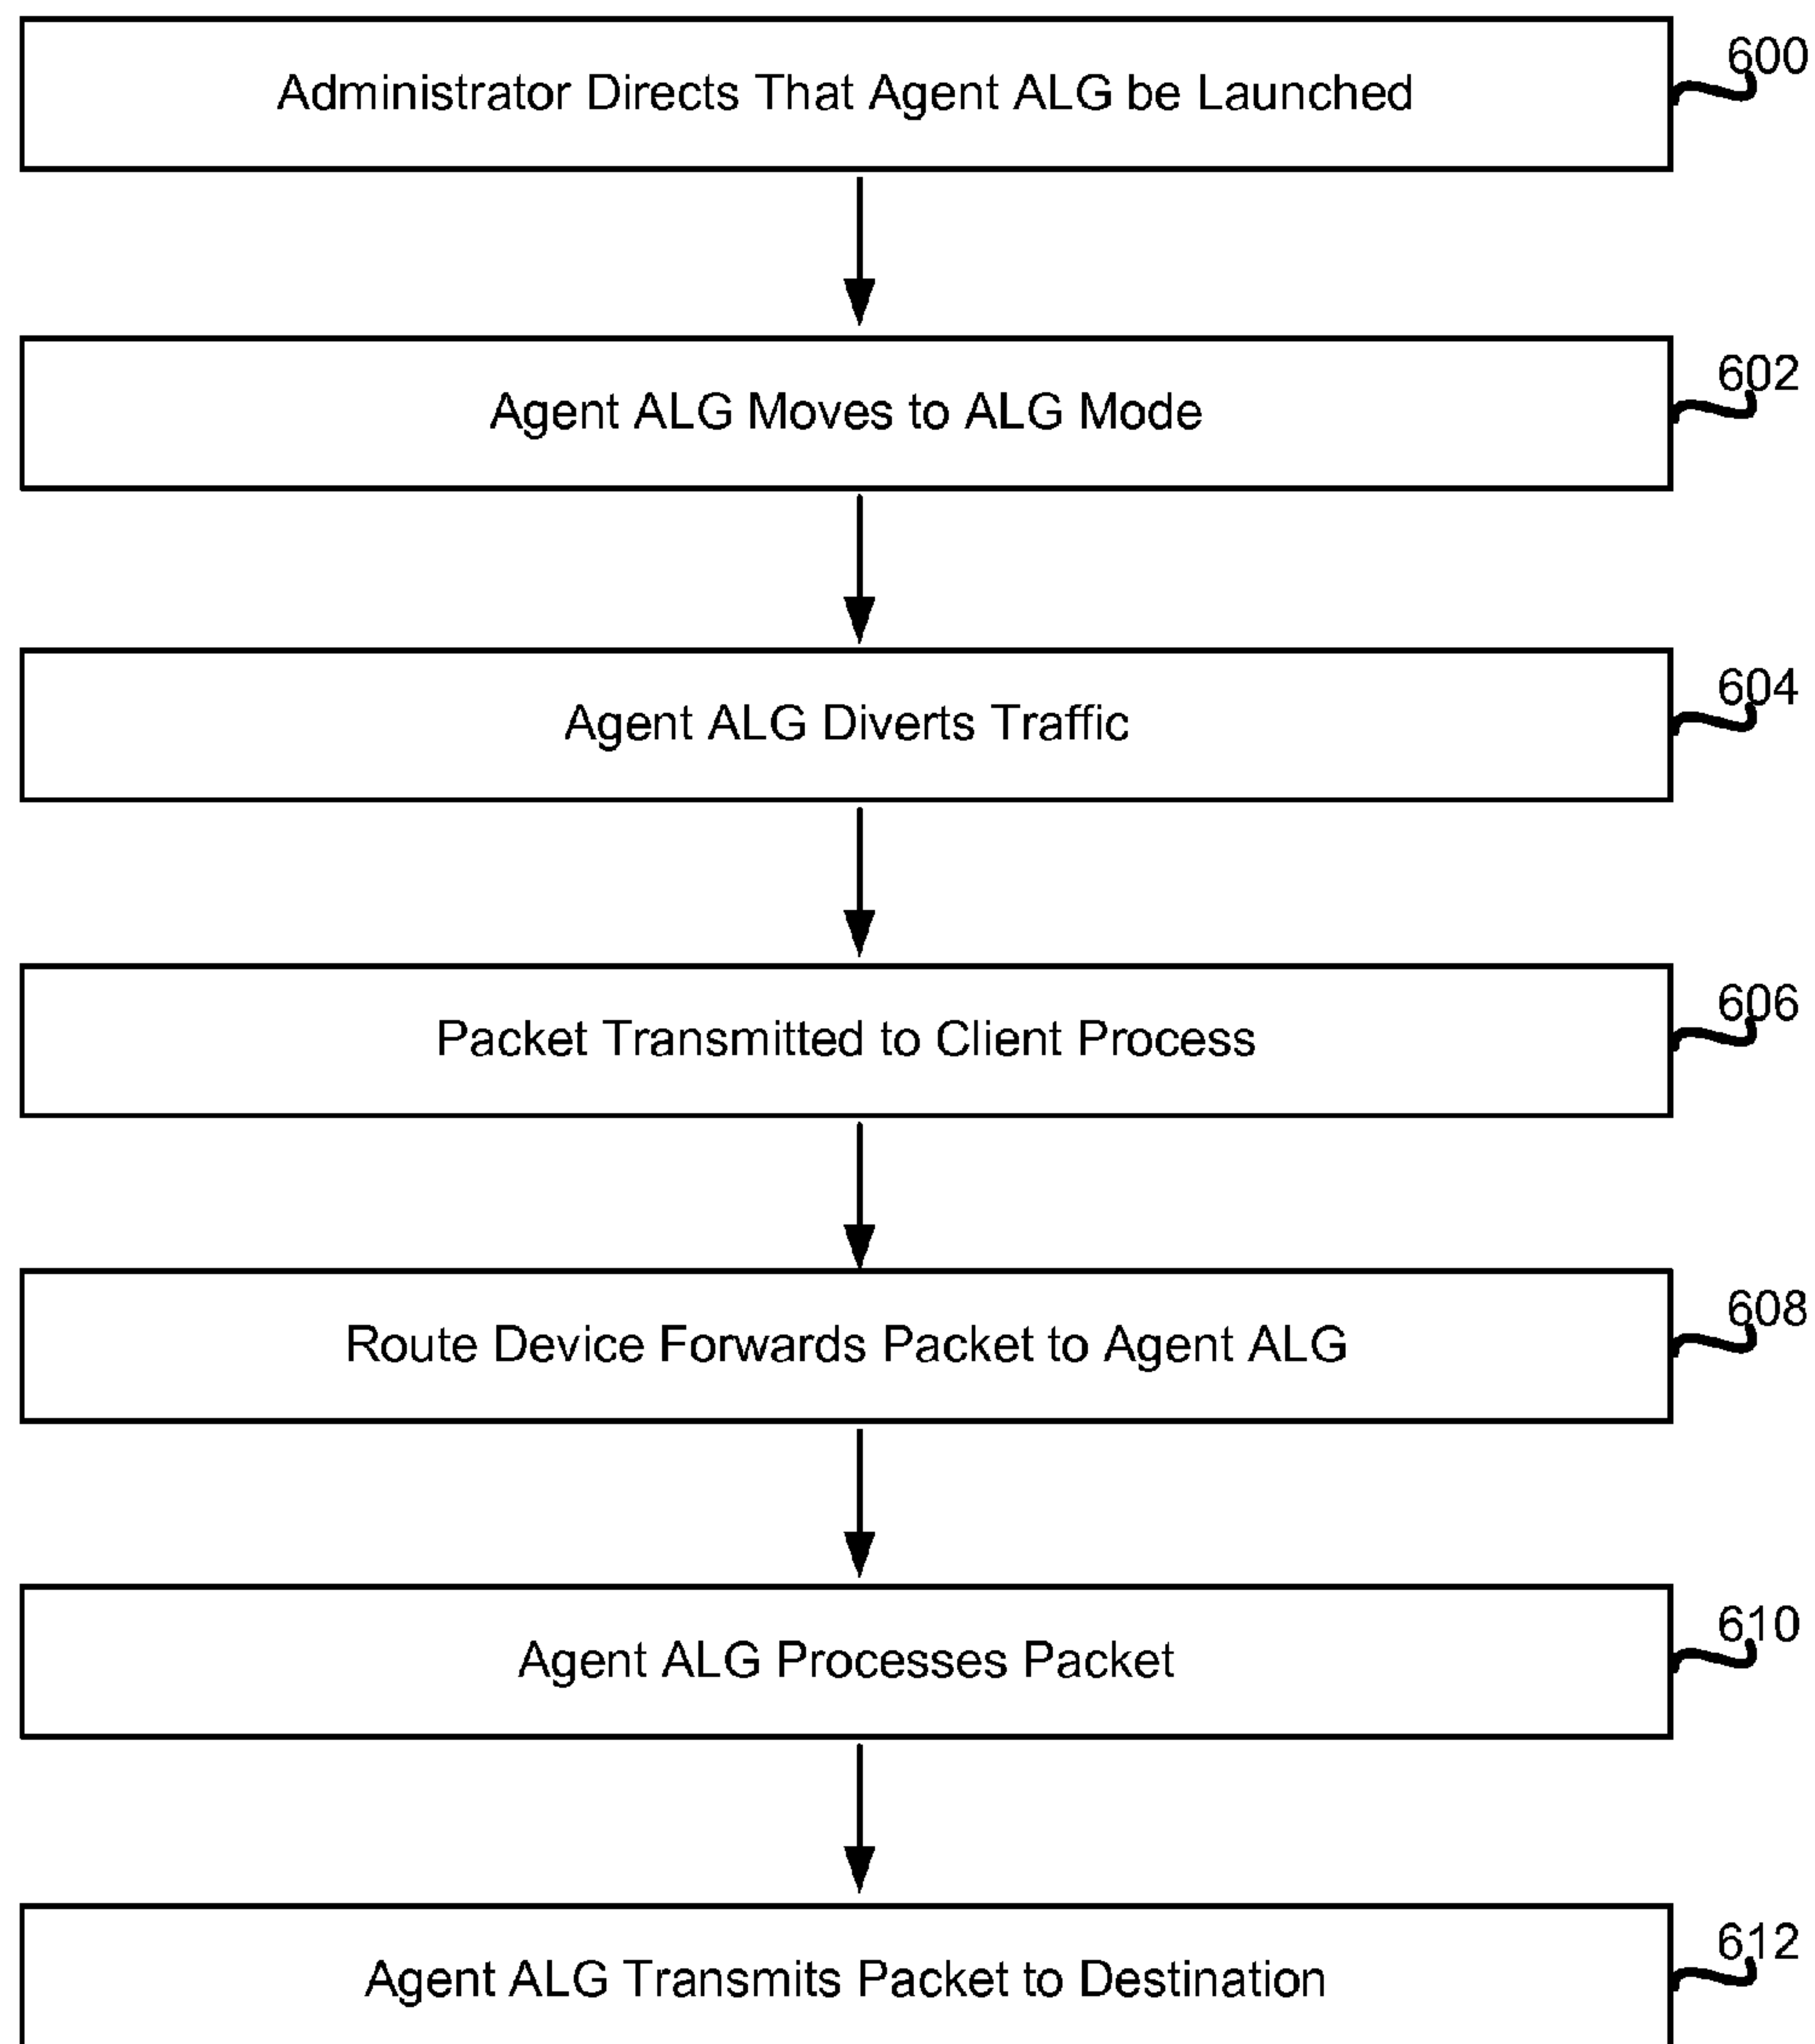 Administrator Directs That Agent ALG be Launched
600
Agent ALG Moves to ALG Mode
602
Agent ALG Diverts Traffic
604
Packet Transmitted to Client Process
606
Route Device Forwards Packet to Agent ALG
608
Agent ALG Processes Packet
610
Agent ALG Transmits Packet to Destination
612